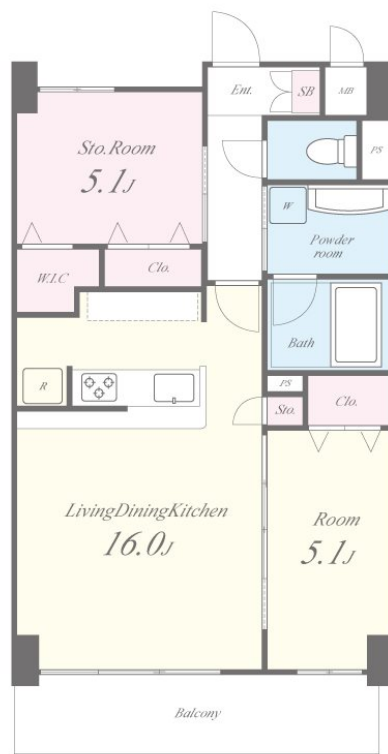 Ent.
SB
MB
Sto.Room
5.1J
PS
W
Powder
room
W.I.C
Clo.
Bath
R
PS
Sto.
Clo.
LivingDiningKitchen
16.0J
Room
5.1J
Balcony